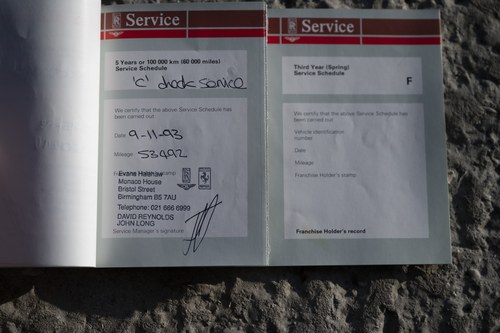 Service
5 Years or 100 000 km (60 000 miles)
Service Schedule
'C' check service
We certify that the above Service Schedule has
been carried out
Date 9-11-93
Mileage 53492
Evans Halshaw
Monaco House
Bristol Street
Birmingham B5 7AU
Telephone: 021 666 6999
DAVID REYNOLDS
JOHN LONG
Service Manager's signature
Service
Third Year (Spring)
Service Schedule
F
We certify that the above Service Schedule has
been carried out
Vehicle identification
number
Date
Mileage
Franchise Holder's stamp
Franchise Holder's record